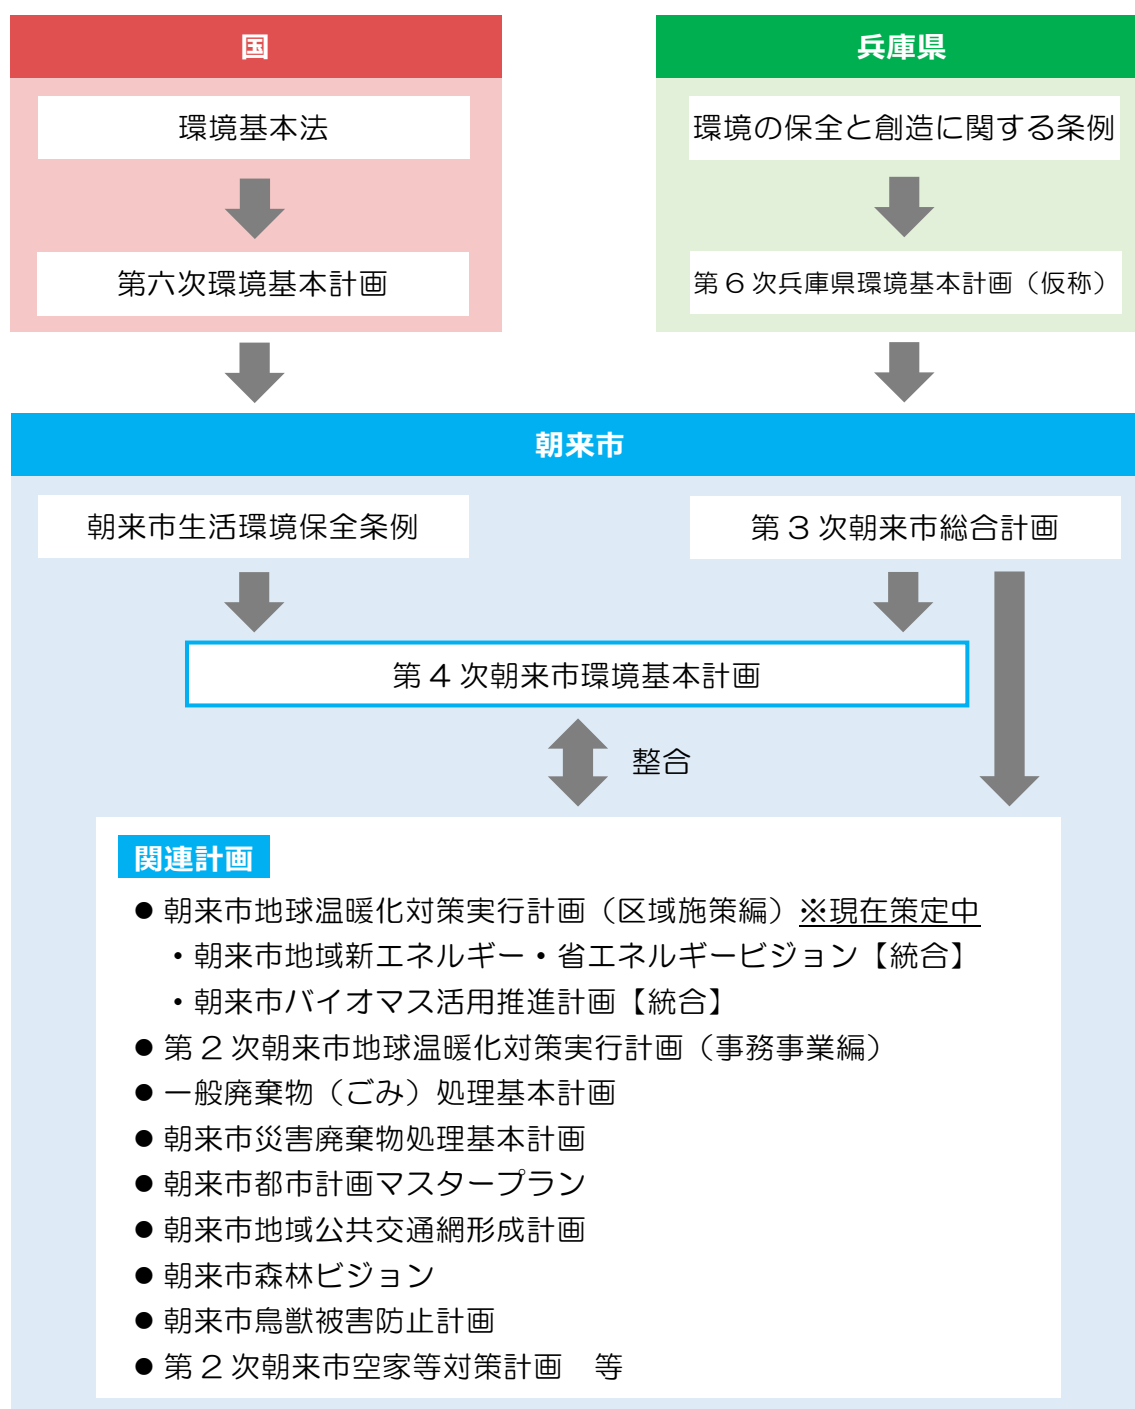 国
環境基本法
第六次環境基本計画
兵庫県
環境の保全と創造に関する条例
第6次兵庫県環境基本計画（仮称）
朝来市
朝来市生活環境保全条例
第3次朝来市総合計画
第4次朝来市環境基本計画
整合
関連計画
●朝来市地球温暖化対策実行計画（区域施策編）※現在策定中
・朝来市地域新エネルギー・省エネルギービジョン【統合】
・朝来市バイオマス活用推進計画【統合】
●第2次朝来市地球温暖化対策実行計画（事務事業編）
●一般廃棄物（ごみ）処理基本計画
●朝来市災害廃棄物処理基本計画
●朝来市都市計画マスタープラン
●朝来市地域公共交通網形成計画
●朝来市森林ビジョン
●朝来市鳥獣被害防止計画
●第2次朝来市空家等対策計画　等